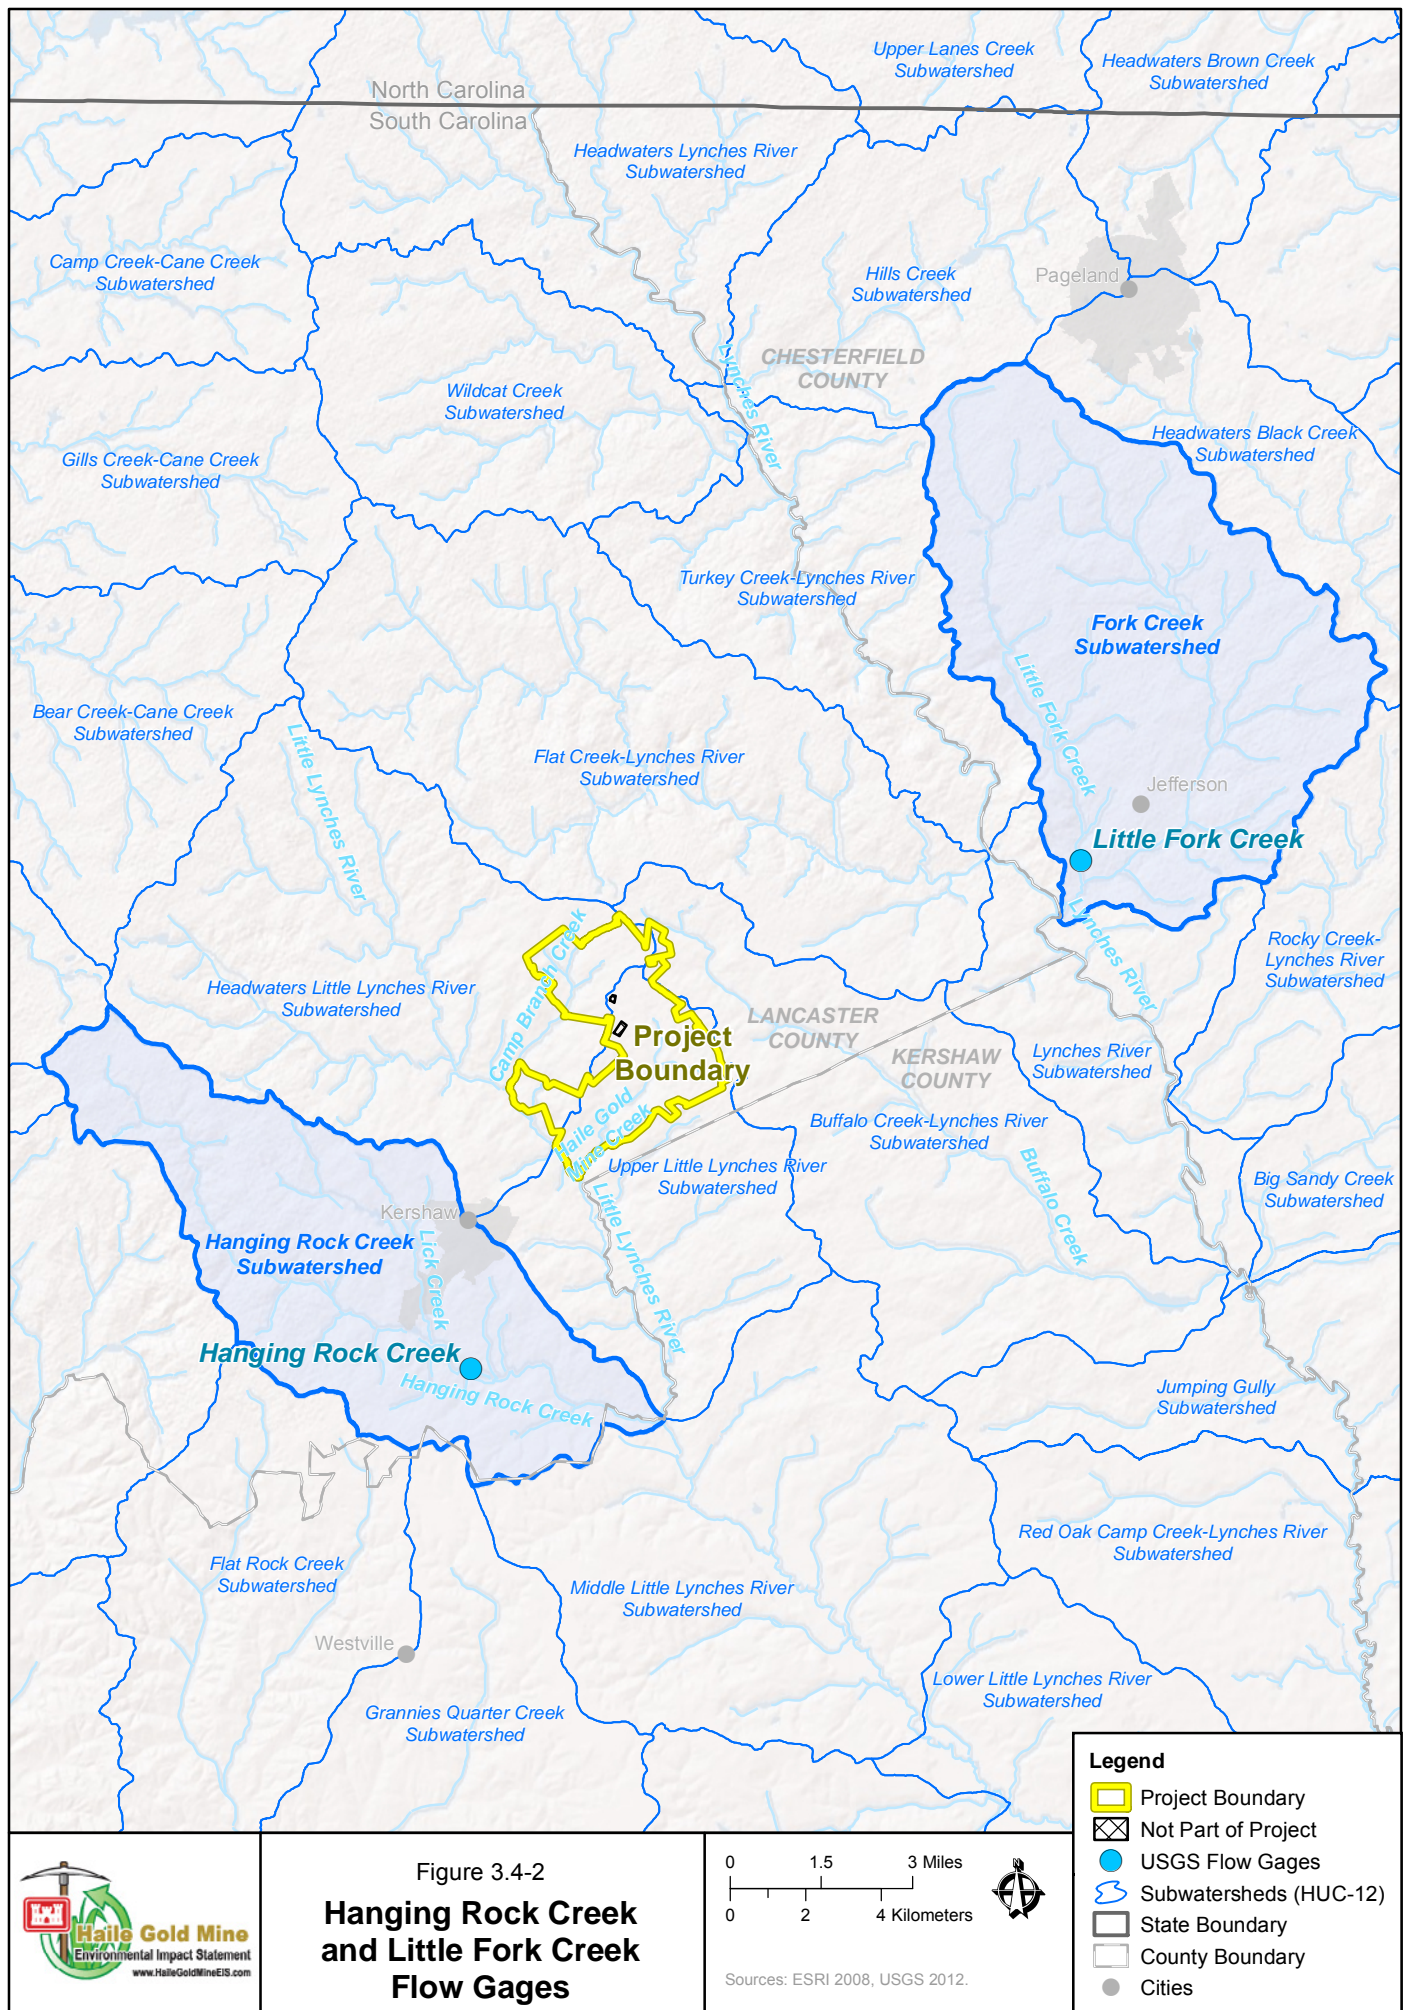 Upper Lanes Creek
Subwatershed
Headwaters Brown Creek
Subwatershed
North Carolina
South Carolina
Headwaters Lynches River
Subwatershed
Camp Creek-Cane Creek
Subwatershed
Hills Creek
Subwatershed
Pageland
Lynches River
CHESTERFIELD
COUNTY
Wildcat Creek
Subwatershed
Headwaters Black Creek
Subwatershed
Gills Creek-Cane Creek
Subwatershed
Turkey Creek-Lynches River
Subwatershed
Fork Creek
Subwatershed
Little Fork Creek
Bear Creek-Cane Creek
Subwatershed
Little Lynches River
Flat Creek-Lynches River
Subwatershed
Jefferson
Little Fork Creek
Lynches River
Rocky Creek-
Lynches River
Subwatershed
Camp Branch Creek
Headwaters Little Lynches River
Subwatershed
LANCASTER
COUNTY
Project
Boundary
KERSHAW
COUNTY
Lynches River
Subwatershed
Haile Gold
Mine Creek
Buffalo Creek-Lynches River
Subwatershed
Upper Little Lynches River
Subwatershed
Buffalo Creek
Big Sandy Creek
Subwatershed
Little Lynches River
Kershaw
Lick Creek
Hanging Rock Creek
Subwatershed
Hanging Rock Creek
Hanging Rock Creek
Jumping Gully
Subwatershed
Red Oak Camp Creek-Lynches River
Subwatershed
Flat Rock Creek
Subwatershed
Middle Little Lynches River
Subwatershed
Westville
Lower Little Lynches River
Subwatershed
Grannies Quarter Creek
Subwatershed
Legend
Project Boundary
Not Part of Project
USGS Flow Gages
Subwatersheds (HUC-12)
State Boundary
County Boundary
Cities
Haile Gold Mine
Environmental Impact Statement
www.HaileGoldMineEIS.com
Figure 3.4-2
Hanging Rock Creek
and Little Fork Creek
Flow Gages
0 1.5 3 Miles
0 2 4 Kilometers
N
Sources: ESRI 2008, USGS 2012.